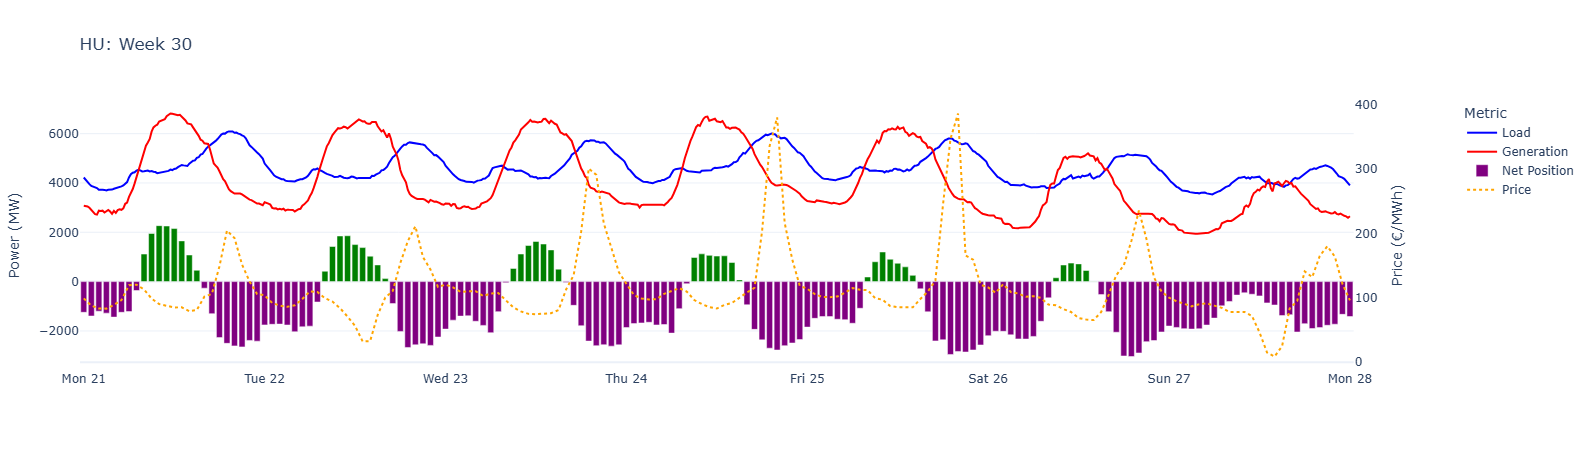 HU: Week 30
Power (MW)
6000
4000
2000
0
−2000
400
300
200
100
0
Price (€/MWh)
Mon 21 Tue 22 Wed 23 Thu 24 Fri 25 Sat 26 Sun 27 Mon 28
Metric
Load
Generation
Net Position
Price